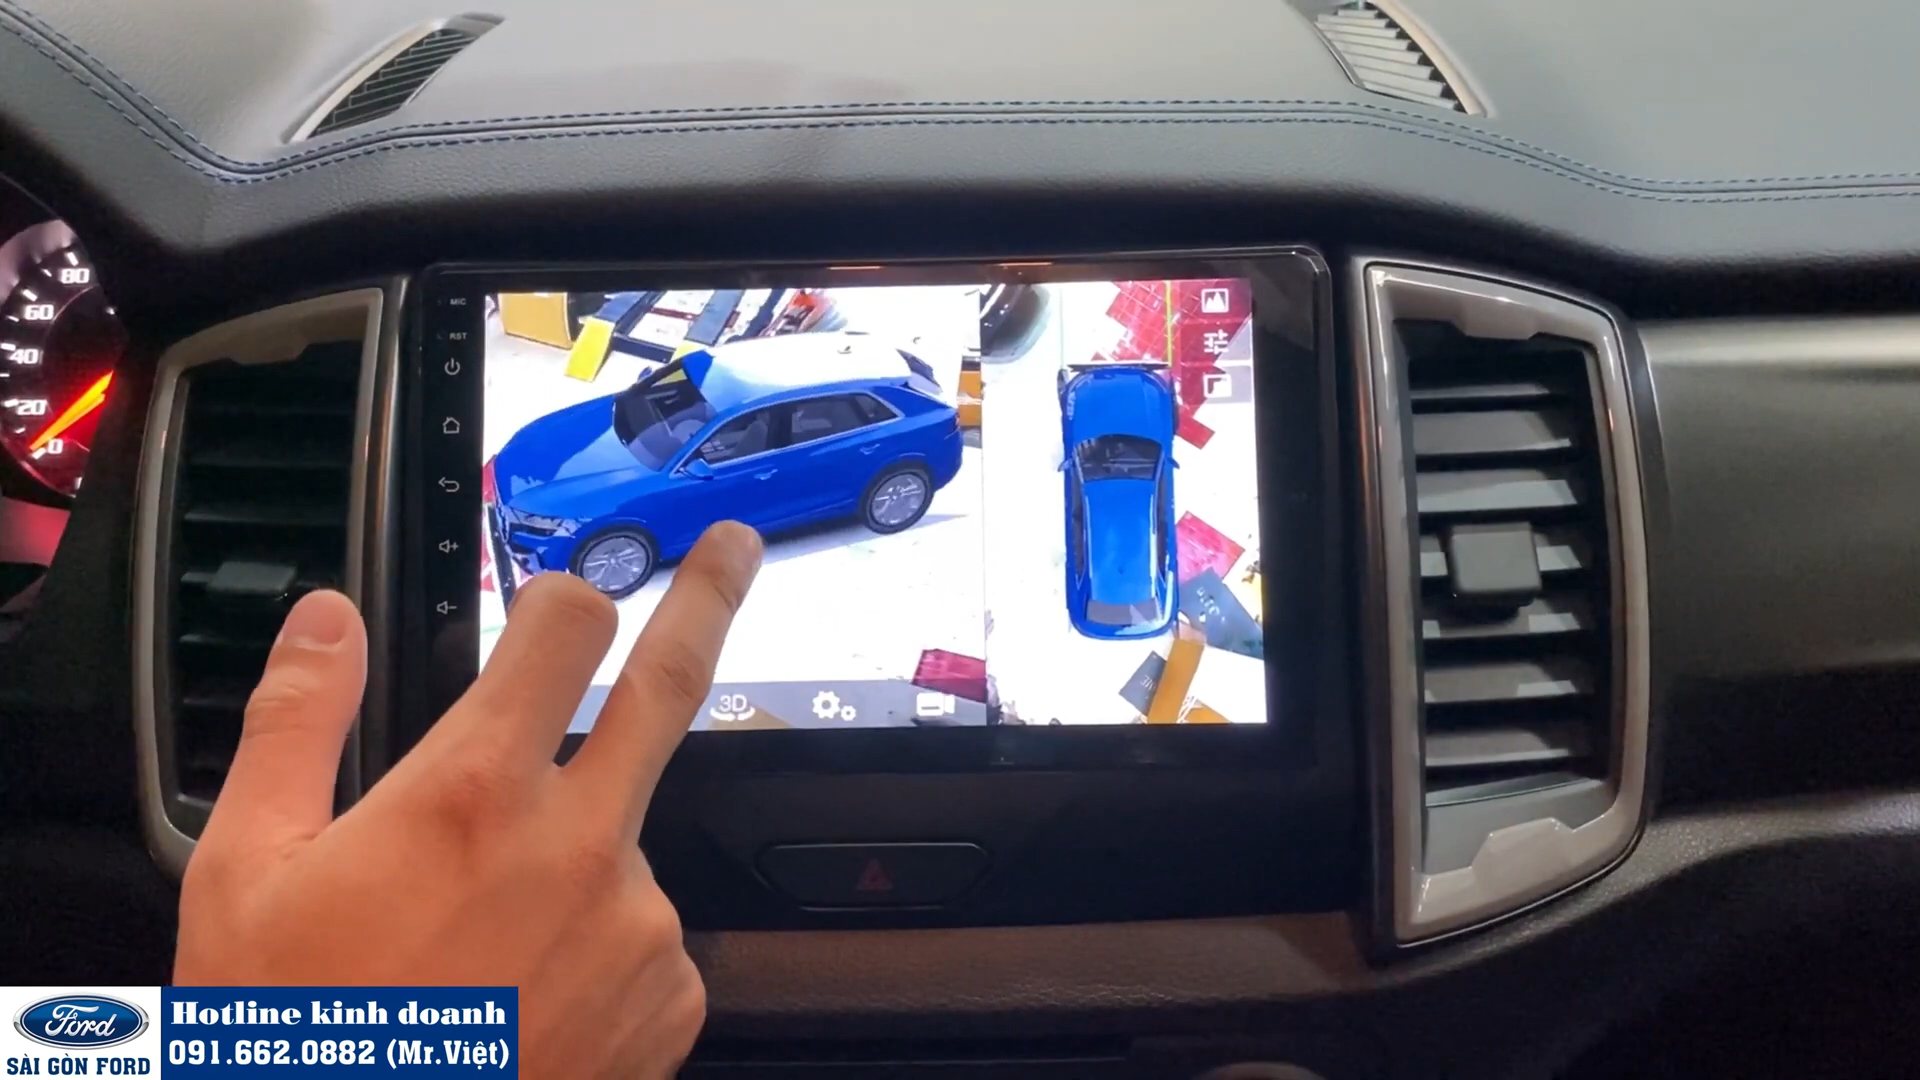 80
60
40
20
0
MIC
RST
3D
Ford
SÀI GÒN FORD
Hotline kinh doanh
091.662.0882 (Mr.Việt)